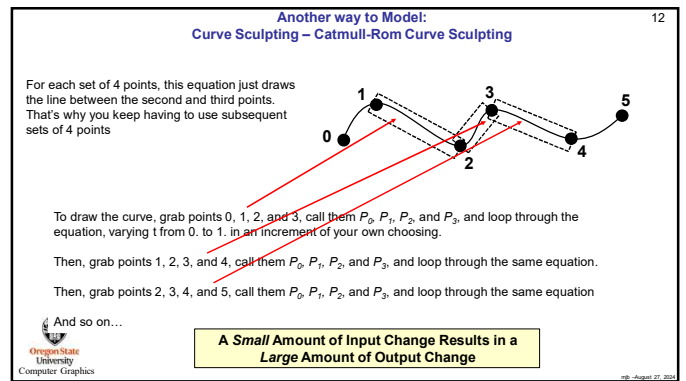 Another way to Model:
Curve Sculpting – Catmull-Rom Curve Sculpting
12
For each set of 4 points, this equation just draws
the line between the second and third points.
That's why you keep having to use subsequent
sets of 4 points
0
1
2
3
4
5
To draw the curve, grab points 0, 1, 2, and 3, call them P0, P1, P2, and P3, and loop through the
equation, varying t from 0. to 1. in an increment of your own choosing.
Then, grab points 1, 2, 3, and 4, call them P0, P1, P2, and P3, and loop through the same equation.
Then, grab points 2, 3, 4, and 5, call them P0, P1, P2, and P3, and loop through the same equation
And so on…
A Small Amount of Input Change Results in a
Large Amount of Output Change
Oregon State
University
Computer Graphics
mjb –August 27, 2024